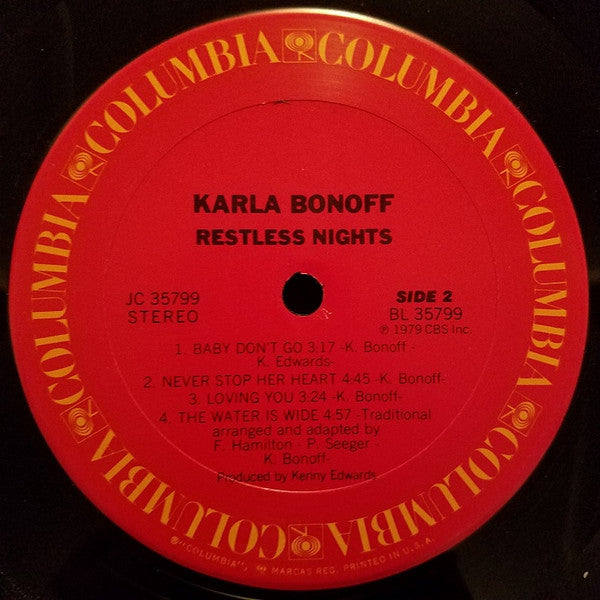 COLUMBIA COLUMBIA COLUMBIA COLUMBIA COLUMBIA COLUMBIA
KARLA BONOFF
RESTLESS NIGHTS
JC 35799
STEREO
SIDE 2
BL 35799
℗ 1979 CBS Inc.
1. BABY DON'T GO 3:17 -K. Bonoff -
K. Edwards-
2. NEVER STOP HER HEART 4:45 -K. Bonoff-
3. LOVING YOU 3:24 -K. Bonoff-
4. THE WATER IS WIDE 4:57 -Traditional
arranged and adapted by
F. Hamilton - P. Seeger -
K. Bonoff-
Produced by Kenny Edwards
"COLUMBIA", MARCAS REG. PRINTED IN U.S.A.